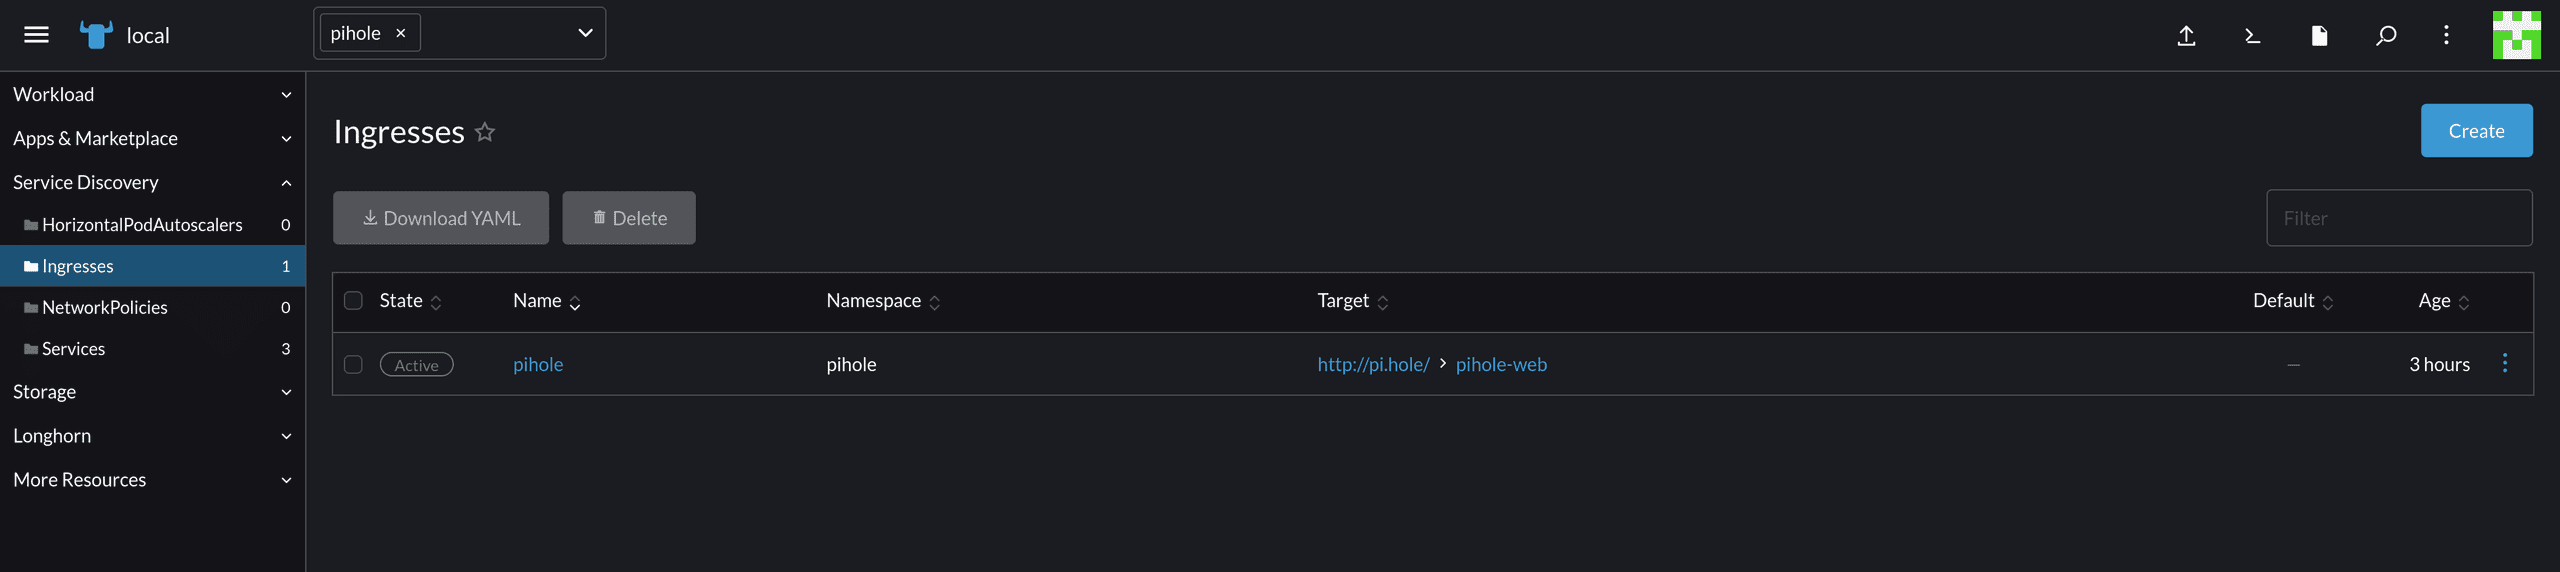 local
pihole ×
Workload
Apps & Marketplace
Service Discovery
HorizontalPodAutoscalers 0
Ingresses 1
NetworkPolicies 0
Services 3
Storage
Longhorn
More Resources
Ingresses
Create
Download YAML
Delete
Filter
State Name Namespace Target Default Age
Active pihole pihole http://pi.hole/ > pihole-web — 3 hours